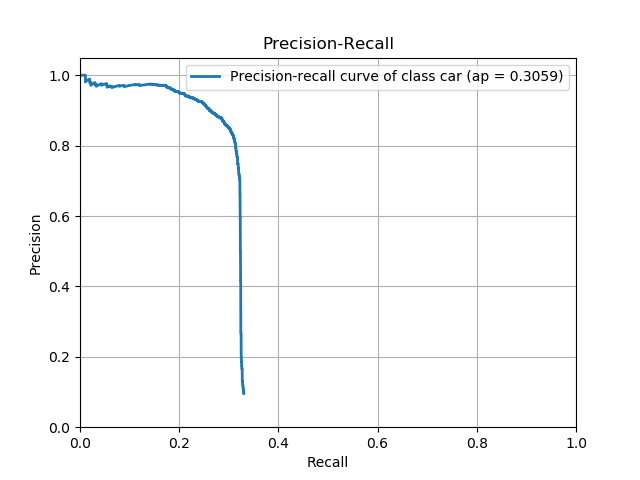 Precision-Recall
Precision-recall curve of class car (ap = 0.3059)
1.0
0.8
0.6
0.4
0.2
0.0
Precision
0.0 0.2 0.4 0.6 0.8 1.0
Recall